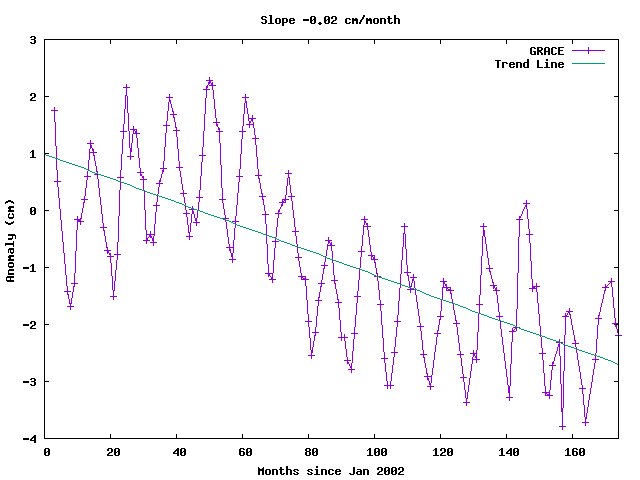 Slope -0.02 cm/month
GRACE
Trend Line
3
2
1
0
-1
-2
-3
-4
Anomaly (cm)
0 20 40 60 80 100 120 140 160
Months since Jan 2002